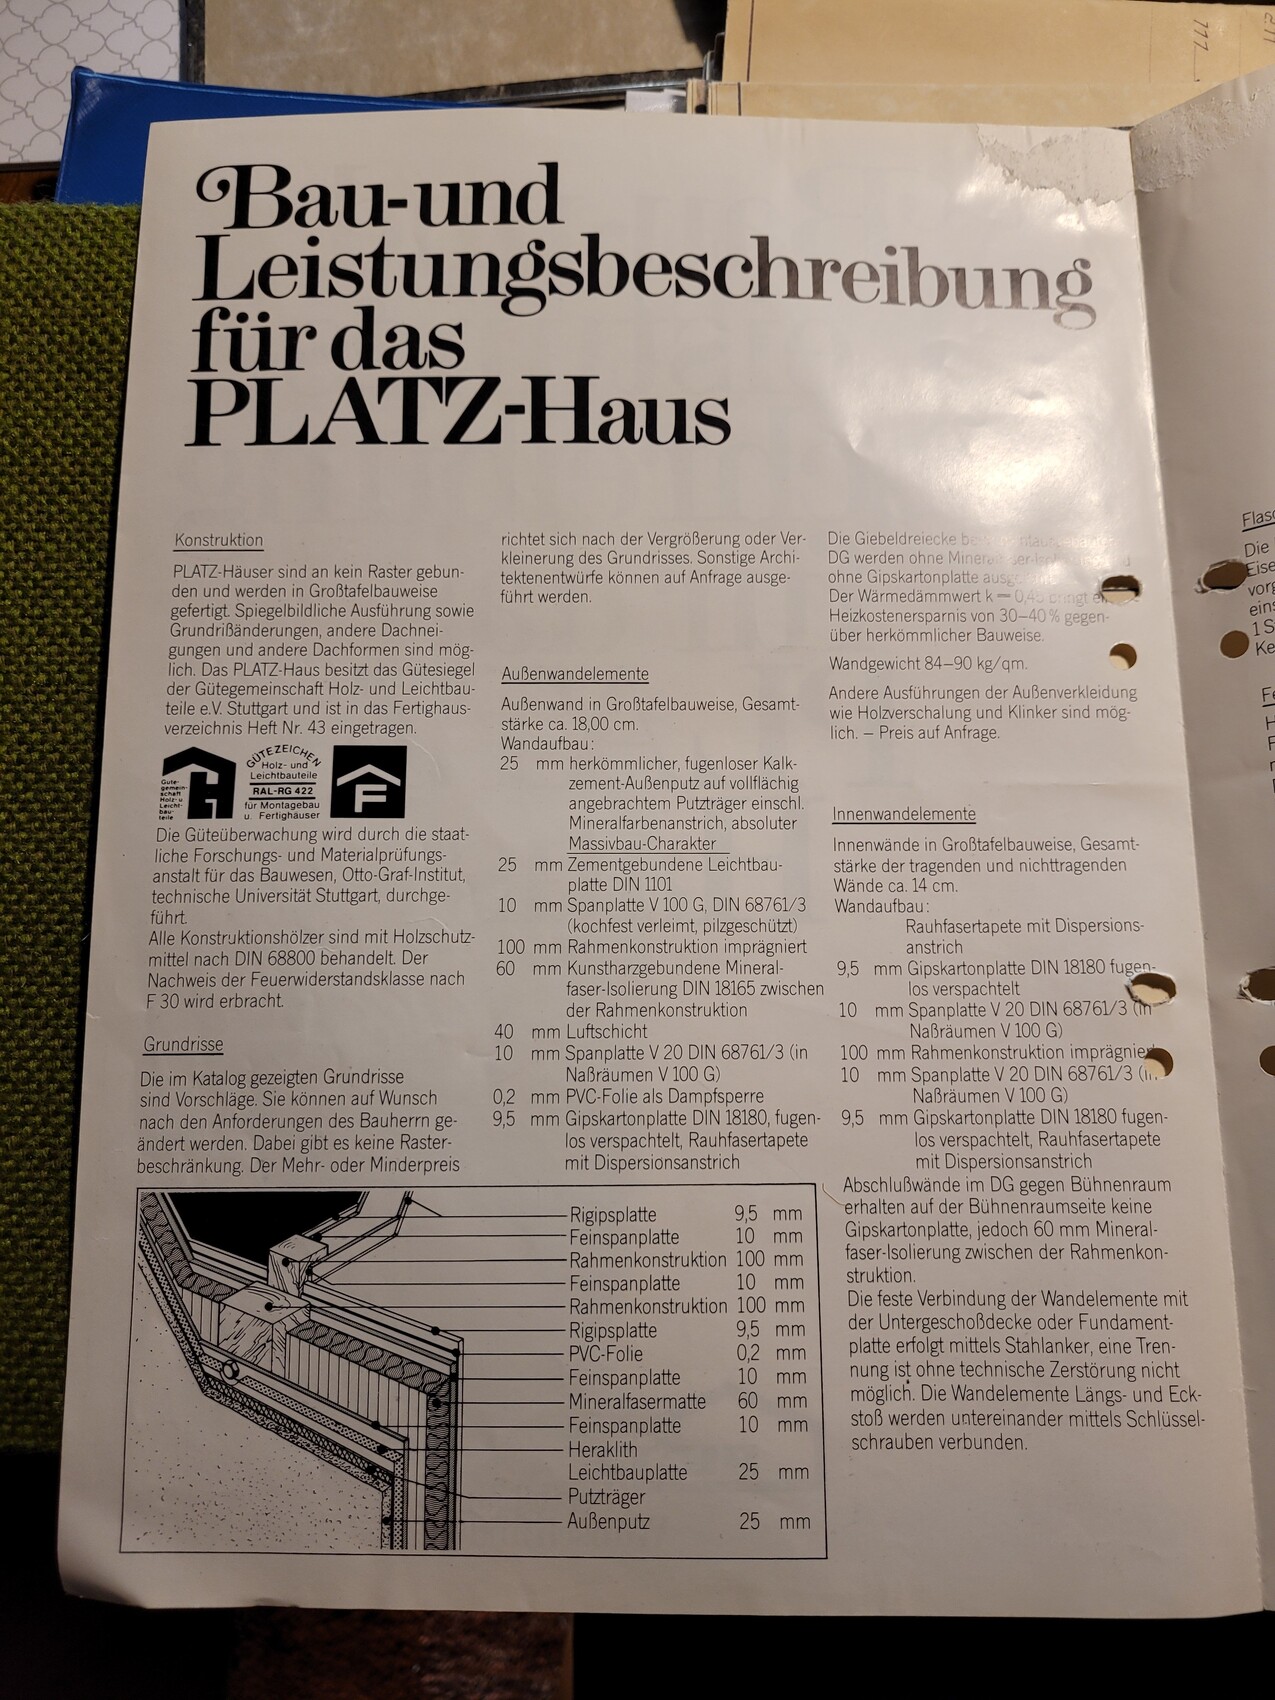 Bau-und
Leistungsbeschreibung
für das
PLATZ-Haus
Konstruktion
PLATZ-Häuser sind an kein Raster gebun-
den und werden in Großtafelbauweise
gefertigt. Spiegelbildliche Ausführung sowie
Grundrißänderungen, andere Dachnei-
gungen und andere Dachformen sind mög-
lich. Das PLATZ-Haus besitzt das Gütesiegel
der Gütegemeinschaft Holz- und Leichtbau-
teile e.V. Stuttgart und ist in das Fertighaus-
verzeichnis Heft Nr. 43 eingetragen.
Güte-
gemein-
schaft
Holz- u.
Leicht-
bau-
teile
GÜTEZEICHEN
Holz- und
Leichtbauteile
RAL-RG 422
für Montagebau
u. Fertighäuser
F
Die Güteüberwachung wird durch die staat-
liche Forschungs- und Materialprüfungs-
anstalt für das Bauwesen, Otto-Graf-Institut,
technische Universität Stuttgart, durchge-
führt.
Alle Konstruktionshölzer sind mit Holzschutz-
mittel nach DIN 68800 behandelt. Der
Nachweis der Feuerwiderstandsklasse nach
F 30 wird erbracht.
Grundrisse
Die im Katalog gezeigten Grundrisse
sind Vorschläge. Sie können auf Wunsch
nach den Anforderungen des Bauherrn ge-
ändert werden. Dabei gibt es keine Raster-
beschränkung. Der Mehr- oder Minderpreis
richtet sich nach der Vergrößerung oder Ver-
kleinerung des Grundrisses. Sonstige Archi-
tektenentwürfe können auf Anfrage ausge-
führt werden.
Außenwandelemente
Außenwand in Großtafelbauweise, Gesamt-
stärke ca. 18,00 cm.
Wandaufbau:
25 mm herkömmlicher, fugenloser Kalk-
zement-Außenputz auf vollflächig
angebrachtem Putzträger einschl.
Mineralfarbenanstrich, absoluter
Massivbau-Charakter
25 mm Zementgebundene Leichtbau-
platte DIN 1101
10 mm Spanplatte V 100 G, DIN 68761/3
(kochfest verleimt, pilzgeschützt)
100 mm Rahmenkonstruktion imprägniert
60 mm Kunstharzgebundene Mineral-
faser-Isolierung DIN 18165 zwischen
der Rahmenkonstruktion
40 mm Luftschicht
10 mm Spanplatte V 20 DIN 68761/3 (in
Naßräumen V 100 G)
0,2 mm PVC-Folie als Dampfsperre
9,5 mm Gipskartonplatte DIN 18180, fugen-
los verspachtelt, Rauhfasertapete
mit Dispersionsanstrich
Die Giebeldreiecke
DG werden ohne
ohne Gipskartonplatte
Der Wärmedämmwert k = 0,45 bringt
Heizkostenersparnis von 30–40% gegen-
über herkömmlicher Bauweise.
Wandgewicht 84–90 kg/qm.
Andere Ausführungen der Außenverkleidung
wie Holzverschalung und Klinker sind mög-
lich. – Preis auf Anfrage.
Innenwandelemente
Innenwände in Großtafelbauweise, Gesamt-
stärke der tragenden und nichttragenden
Wände ca. 14 cm.
Wandaufbau:
Rauhfasertapete mit Dispersions-
anstrich
9,5 mm Gipskartonplatte DIN 18180 fugen-
los verspachtelt
10 mm Spanplatte V 20 DIN 68761/3 (in
Naßräumen V 100 G)
100 mm Rahmenkonstruktion imprägniert
10 mm Spanplatte V 20 DIN 68761/3 (in
Naßräumen V 100 G)
9,5 mm Gipskartonplatte DIN 18180 fugen-
los verspachtelt, Rauhfasertapete
mit Dispersionsanstrich
Abschlußwände im DG gegen Bühnenraum
erhalten auf der Bühnenraumseite keine
Gipskartonplatte, jedoch 60 mm Mineral-
faser-Isolierung zwischen der Rahmenkon-
struktion.
Die feste Verbindung der Wandelemente mit
der Untergeschoßdecke oder Fundament-
platte erfolgt mittels Stahlanker, eine Tren-
nung ist ohne technische Zerstörung nicht
möglich. Die Wandelemente Längs- und Eck-
stoß werden untereinander mittels Schlüssel-
schrauben verbunden.
Rigipsplatte 9,5 mm
Feinspanplatte 10 mm
Rahmenkonstruktion 100 mm
Feinspanplatte 10 mm
Rahmenkonstruktion 100 mm
Rigipsplatte 9,5 mm
PVC-Folie 0,2 mm
Feinspanplatte 10 mm
Mineralfasermatte 60 mm
Feinspanplatte 10 mm
Heraklith
Leichtbauplatte 25 mm
Putzträger
Außenputz 25 mm
Die
1